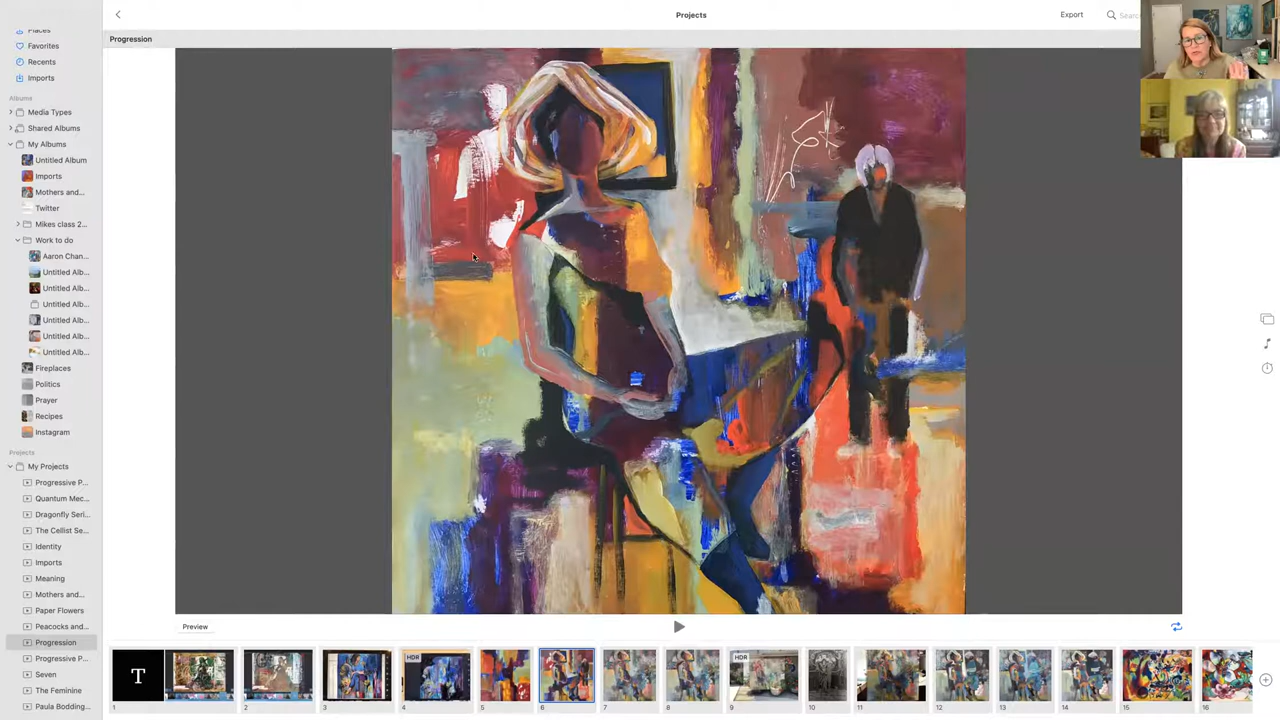 Projects
Export
Searc
Progression
Places
Favorites
Recents
Imports
Albums
Media Types
Shared Albums
My Albums
Untitled Album
Imports
Mothers and...
Twitter
Mikes class 2...
Work to do
Aaron Chan...
Untitled Alb...
Untitled Alb...
Untitled Alb...
Untitled Alb...
Untitled Alb...
Untitled Alb...
Fireplaces
Politics
Prayer
Recipes
Instagram
Projects
My Projects
Progressive P...
Quantum Mec...
Dragonfly Seri...
The Cellist Se...
Identity
Imports
Meaning
Mothers and...
Paper Flowers
Peacocks and...
Progression
Progressive P...
Seven
The Feminine
Paula Bodding...
Preview
T
HDR
HDR
1 2 3 4 5 6 7 8 9 10 11 12 13 14 15 16